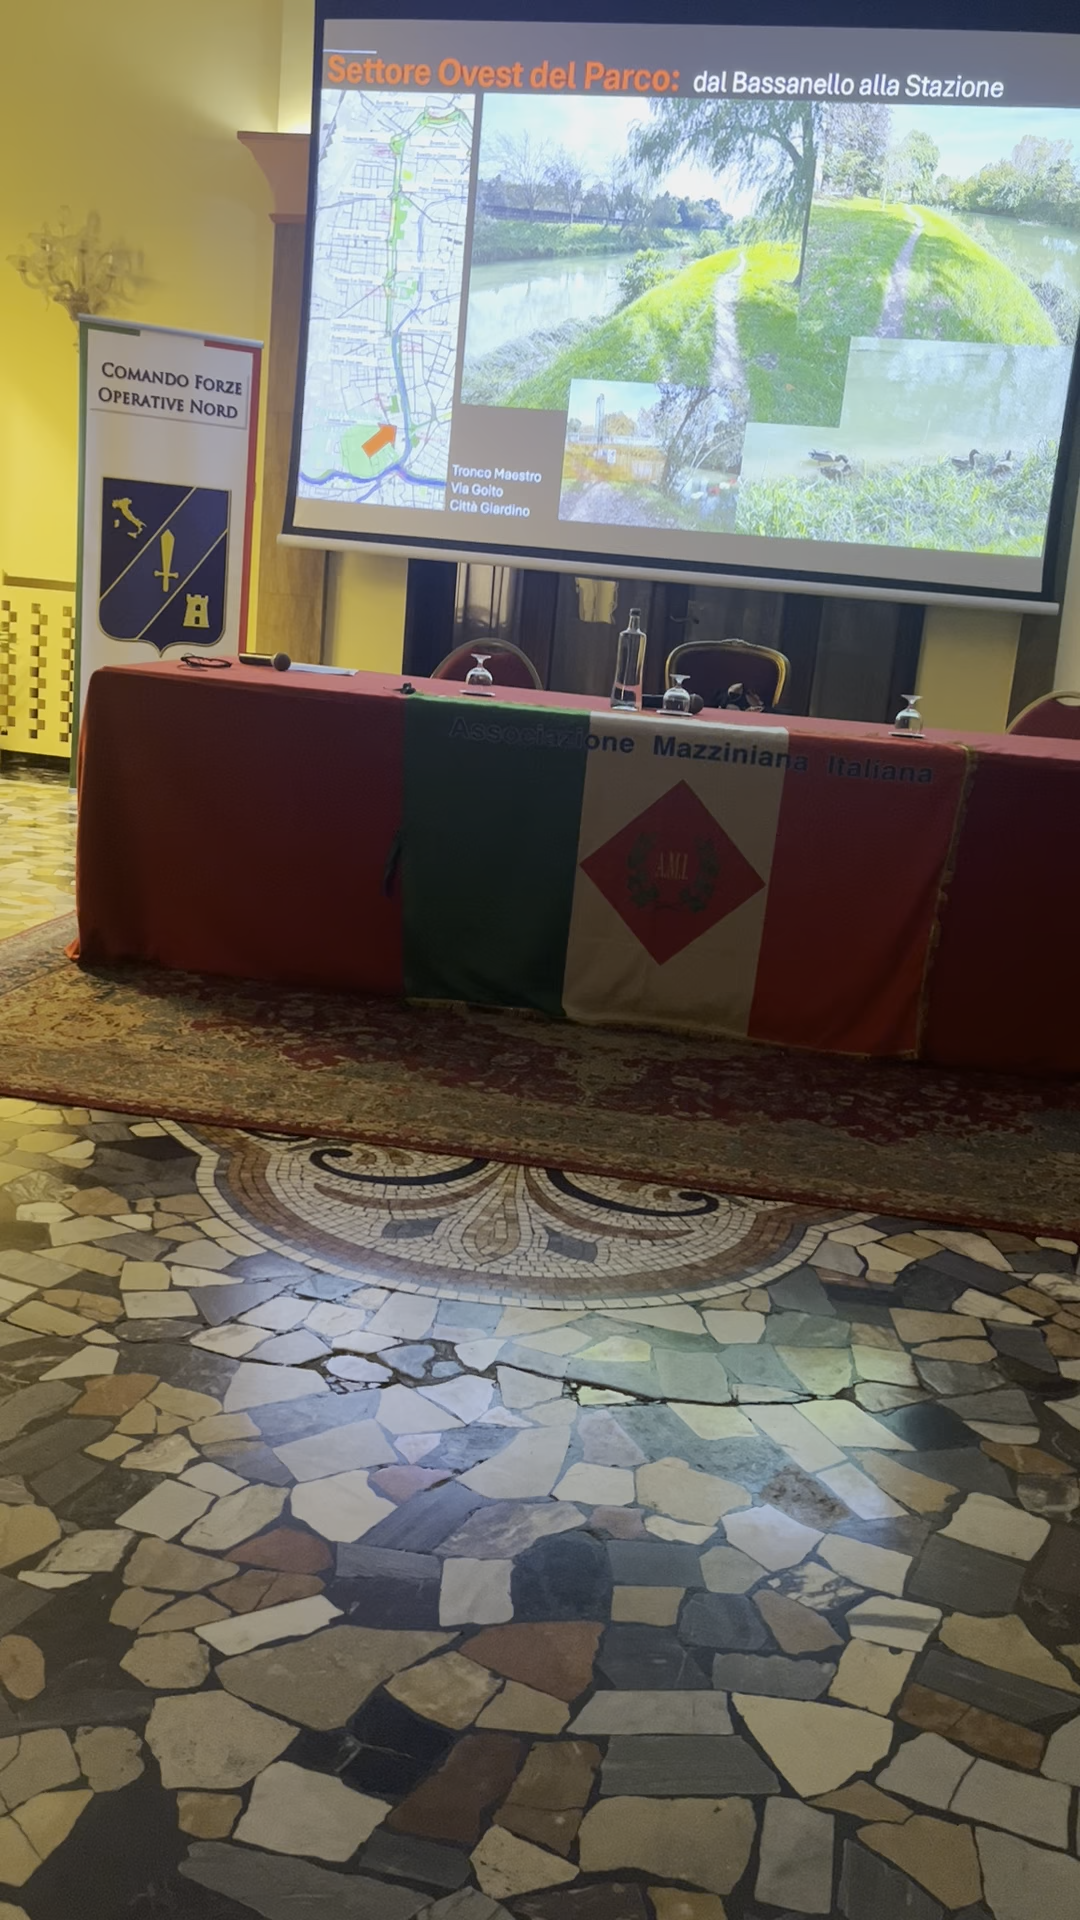 Settore Ovest del Parco: dal Bassanello alla Stazione
Tronco Maestro
Via Goito
Città Giardino
COMANDO FORZE
OPERATIVE NORD
Associazione Mazziniana Italiana
A.M.I.